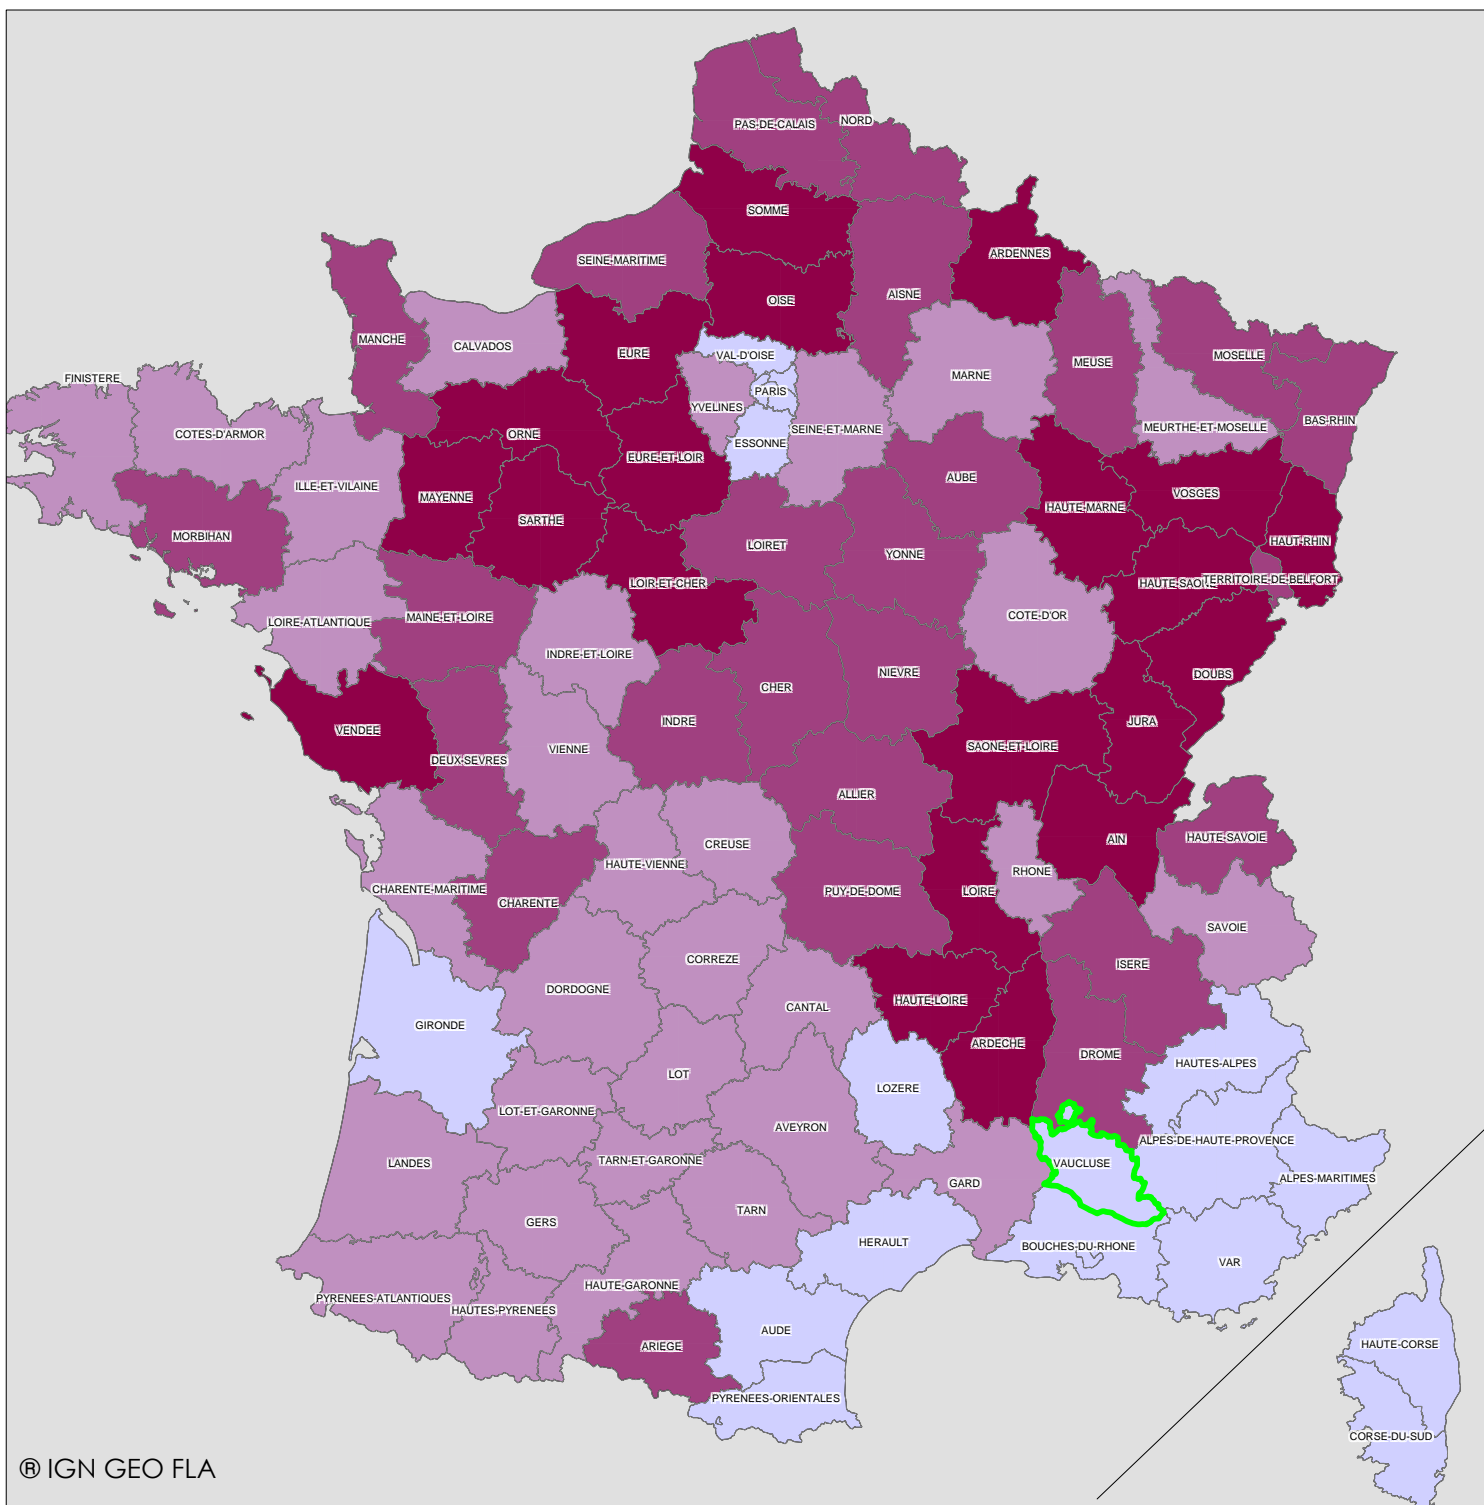 PAS-DE-CALAIS
NORD
SOMME
ARDENNES
SEINE-MARITIME
OISE
AISNE
MANCHE
CALVADOS
EURE
VAL-D'OISE
MARNE
MEUSE
MOSELLE
FINISTERE
PARIS
YVELINES
COTES-D'ARMOR
ORNE
ESSONNE
SEINE-ET-MARNE
MEURTHE-ET-MOSELLE
BAS-RHIN
ILLE-ET-VILAINE
EURE-ET-LOIR
MAYENNE
AUBE
VOSGES
HAUTE-MARNE
SARTHE
MORBIHAN
LOIRET
YONNE
HAUT-RHIN
LOIR-ET-CHER
HAUTE-SAONE
TERRITOIRE-DE-BELFORT
LOIRE-ATLANTIQUE
MAINE-ET-LOIRE
COTE-D'OR
INDRE-ET-LOIRE
CHER
NIEVRE
DOUBS
VENDEE
INDRE
JURA
DEUX-SEVRES
VIENNE
SAONE-ET-LOIRE
ALLIER
CREUSE
AIN
HAUTE-SAVOIE
HAUTE-VIENNE
RHONE
CHARENTE-MARITIME
CHARENTE
PUY-DE-DOME
LOIRE
SAVOIE
CORREZE
ISERE
DORDOGNE
CANTAL
HAUTE-LOIRE
GIRONDE
ARDECHE
DROME
HAUTES-ALPES
LOT
LOZERE
LOT-ET-GARONNE
AVEYRON
ALPES-DE-HAUTE-PROVENCE
LANDES
TARN-ET-GARONNE
VAUCLUSE
ALPES-MARITIMES
GARD
GERS
TARN
HERAULT
BOUCHES-DU-RHONE
VAR
HAUTE-GARONNE
PYRENEES-ATLANTIQUES
HAUTES-PYRENEES
AUDE
ARIEGE
HAUTE-CORSE
PYRENEES-ORIENTALES
CORSE-DU-SUD
® IGN GEO FLA